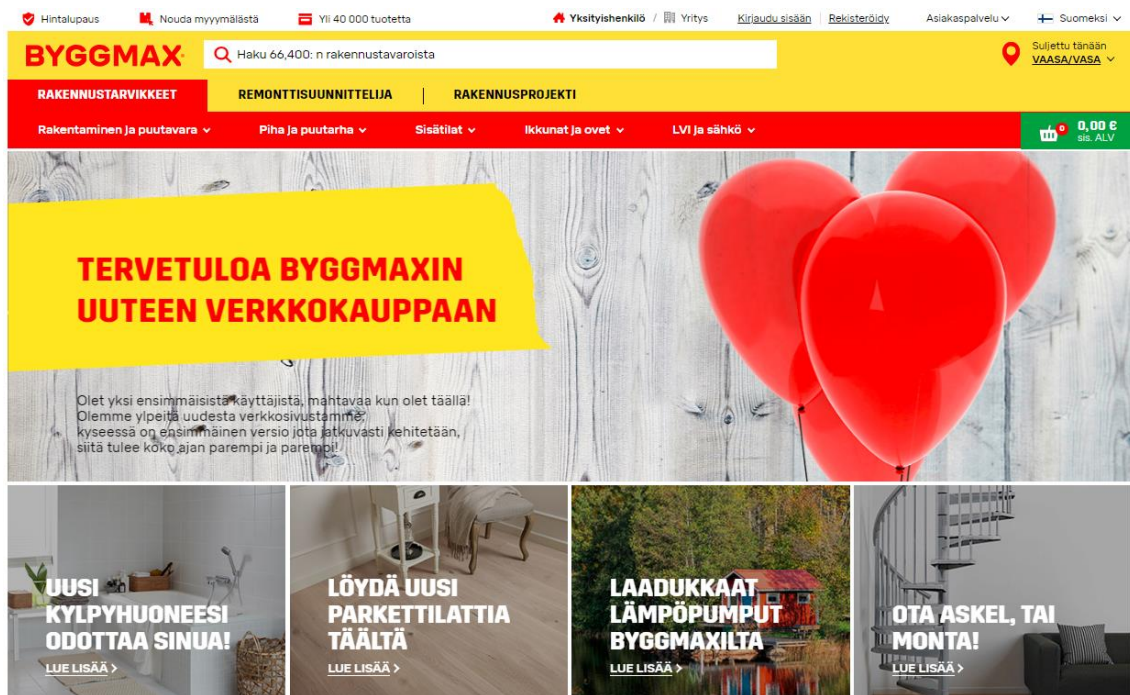 Hintalupaus
Nouda myyymälästä
Yli 40 000 tuotetta
Yksityishenkilö / Yritys
Kirjaudu sisään
Rekisteröidy
Asiakaspalvelu
Suomeksi
BYGGMAX
Haku 66,400: n rakennustavaroista
Suljettu tänään
VAASA/VASA
RAKENNUSTARVIKKEET
REMONTTISUUNNITTELIJA
RAKENNUSPROJEKTI
Rakentaminen ja puutavara
Piha ja puutarha
Sisätilat
Ikkunat ja ovet
LVI ja sähkö
0
0,00 €
sis. ALV
TERVETULOA BYGGMAXIN
UUTEEN VERKKOKAUPPAAN
Olet yksi ensimmäisistä käyttäjistä, mahtavaa kun olet täällä!
Olemme ylpeitä uudesta verkkosivustamme,
kyseessä on ensimmäinen versio jota jatkuvasti kehitetään,
siitä tulee koko ajan parempi ja parempi!
UUSI
KYLPYHUONEESI
ODOTTAA SINUA!
LUE LISÄÄ >
LÖYDÄ UUSI
PARKETTILATTIA
TÄÄLTÄ
LUE LISÄÄ >
LAADUKKAAT
LÄMPÖPUMPUT
BYGGMAXILTA
LUE LISÄÄ >
OTA ASKEL, TAI
MONTA!
LUE LISÄÄ >